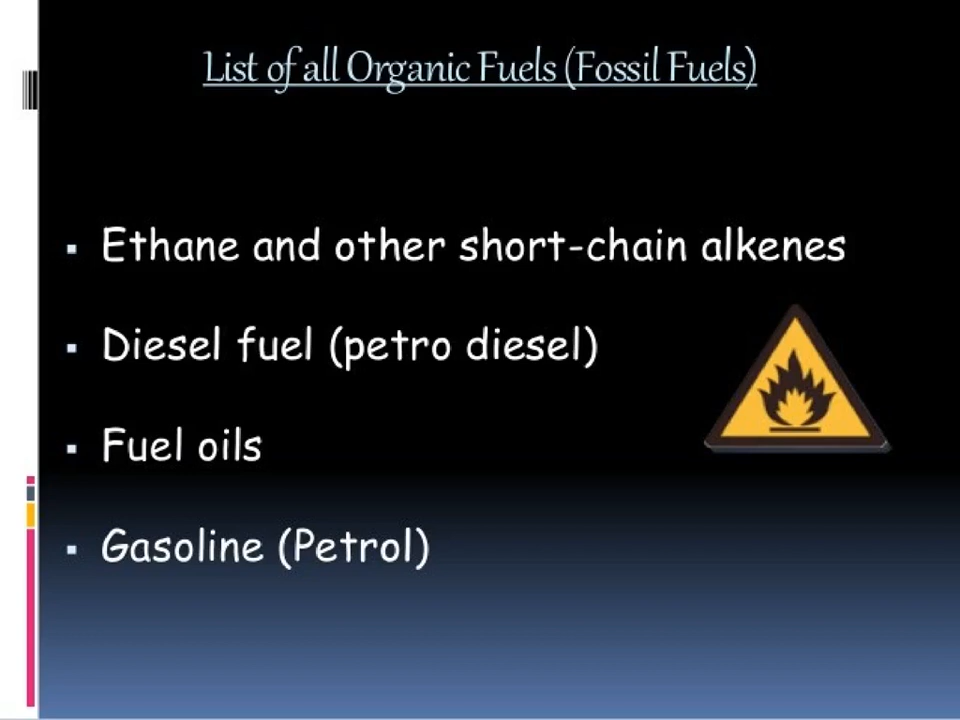 List of all Organic Fuels (Fossil Fuels)
▪ Ethane and other short-chain alkenes
▪ Diesel fuel (petro diesel)
▪ Fuel oils
▪ Gasoline (Petrol)